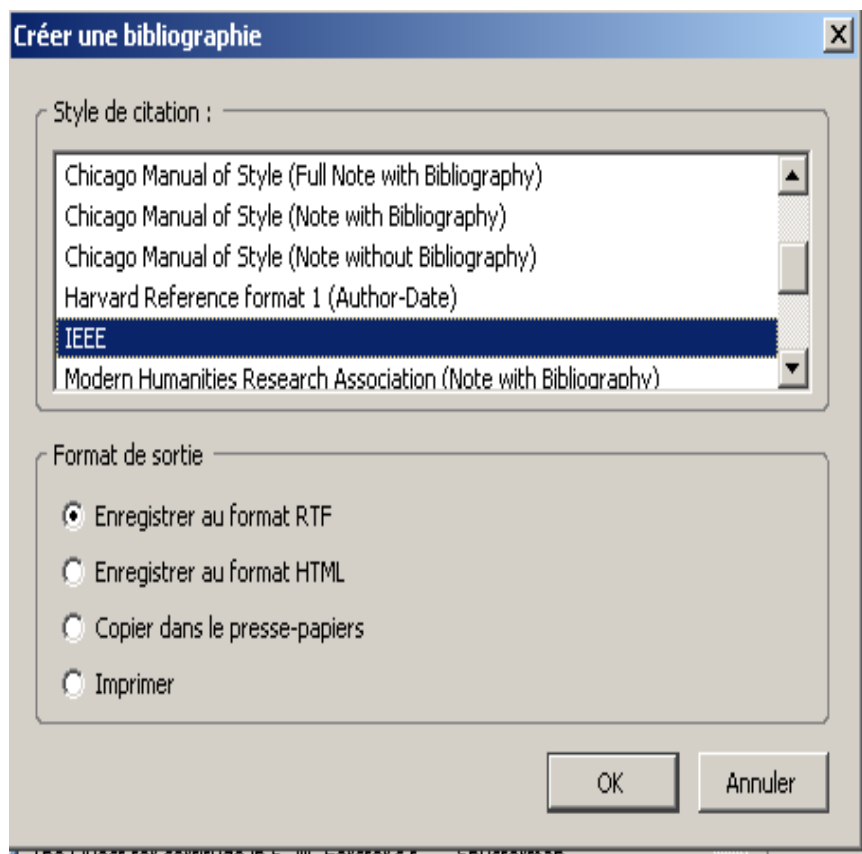 Créer une bibliographie
Style de citation :
Chicago Manual of Style (Full Note with Bibliography)
Chicago Manual of Style (Note with Bibliography)
Chicago Manual of Style (Note without Bibliography)
Harvard Reference format 1 (Author-Date)
IEEE
Modern Humanities Research Association (Note with Bibliography)
Format de sortie
Enregistrer au format RTF
Enregistrer au format HTML
Copier dans le presse-papiers
Imprimer
OK Annuler